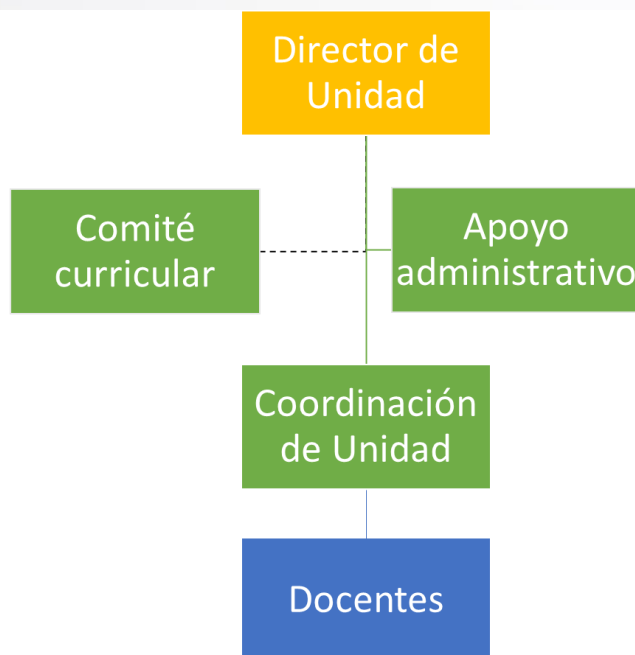 Director de
Unidad
Comité
curricular
Apoyo
administrativo
Coordinación
de Unidad
Docentes